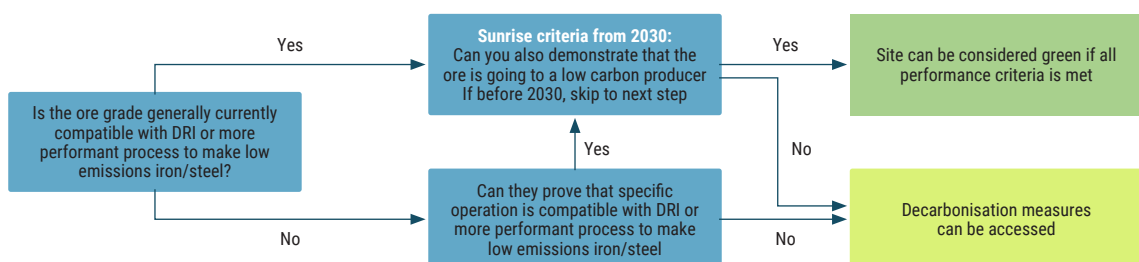 Is the ore grade generally currently
compatible with DRI or more
performant process to make low
emissions iron/steel?
Yes
No
Sunrise criteria from 2030:
Can you also demonstrate that the
ore is going to a low carbon producer
If before 2030, skip to next step
Yes
Can they prove that specific
operation is compatible with DRI or
more performant process to make
low emissions iron/steel
Yes
No
No
Site can be considered green if all
performance criteria is met
Decarbonisation measures
can be accessed